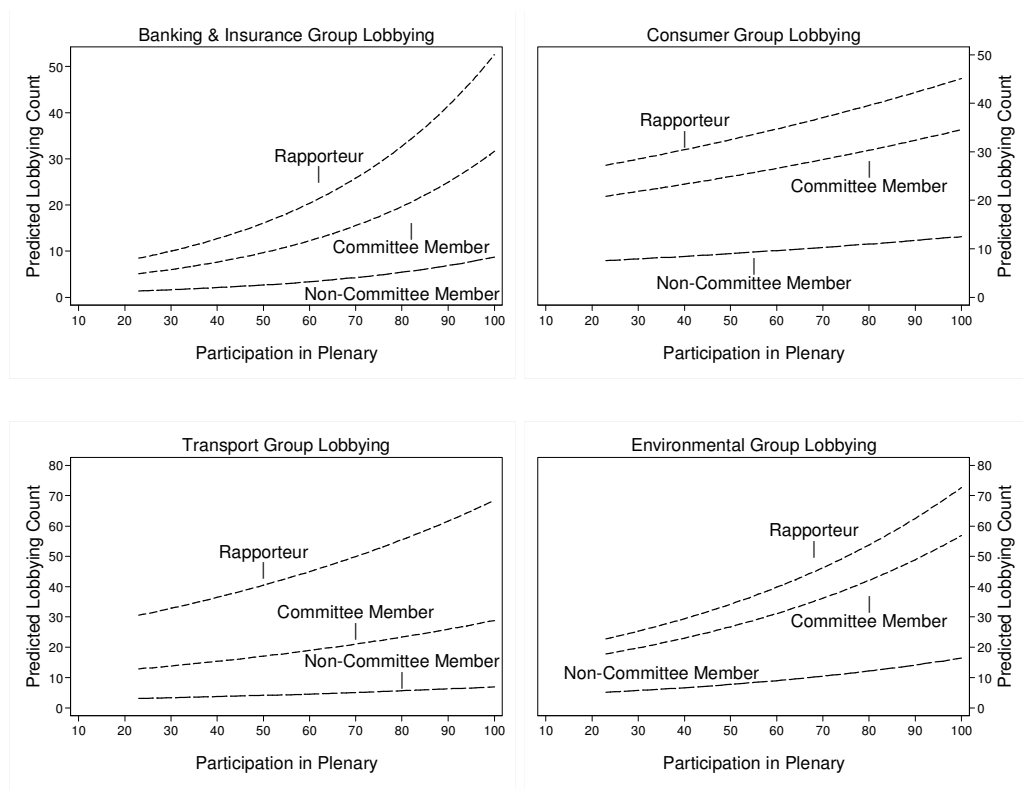 Banking & Insurance Group Lobbying
Predicted Lobbying Count
50
40
30
20
10
0
Rapporteur
Committee Member
Non-Committee Member
10 20 30 40 50 60 70 80 90 100
Participation in Plenary
Consumer Group Lobbying
Rapporteur
Committee Member
Non-Committee Member
50
40
30
20
10
0
Predicted Lobbying Count
10 20 30 40 50 60 70 80 90 100
Participation in Plenary
Transport Group Lobbying
Predicted Lobbying Count
80
70
60
50
40
30
20
10
0
Rapporteur
Committee Member
Non-Committee Member
10 20 30 40 50 60 70 80 90 100
Participation in Plenary
Environmental Group Lobbying
Rapporteur
Committee Member
Non-Committee Member
80
70
60
50
40
30
20
10
0
Predicted Lobbying Count
10 20 30 40 50 60 70 80 90 100
Participation in Plenary